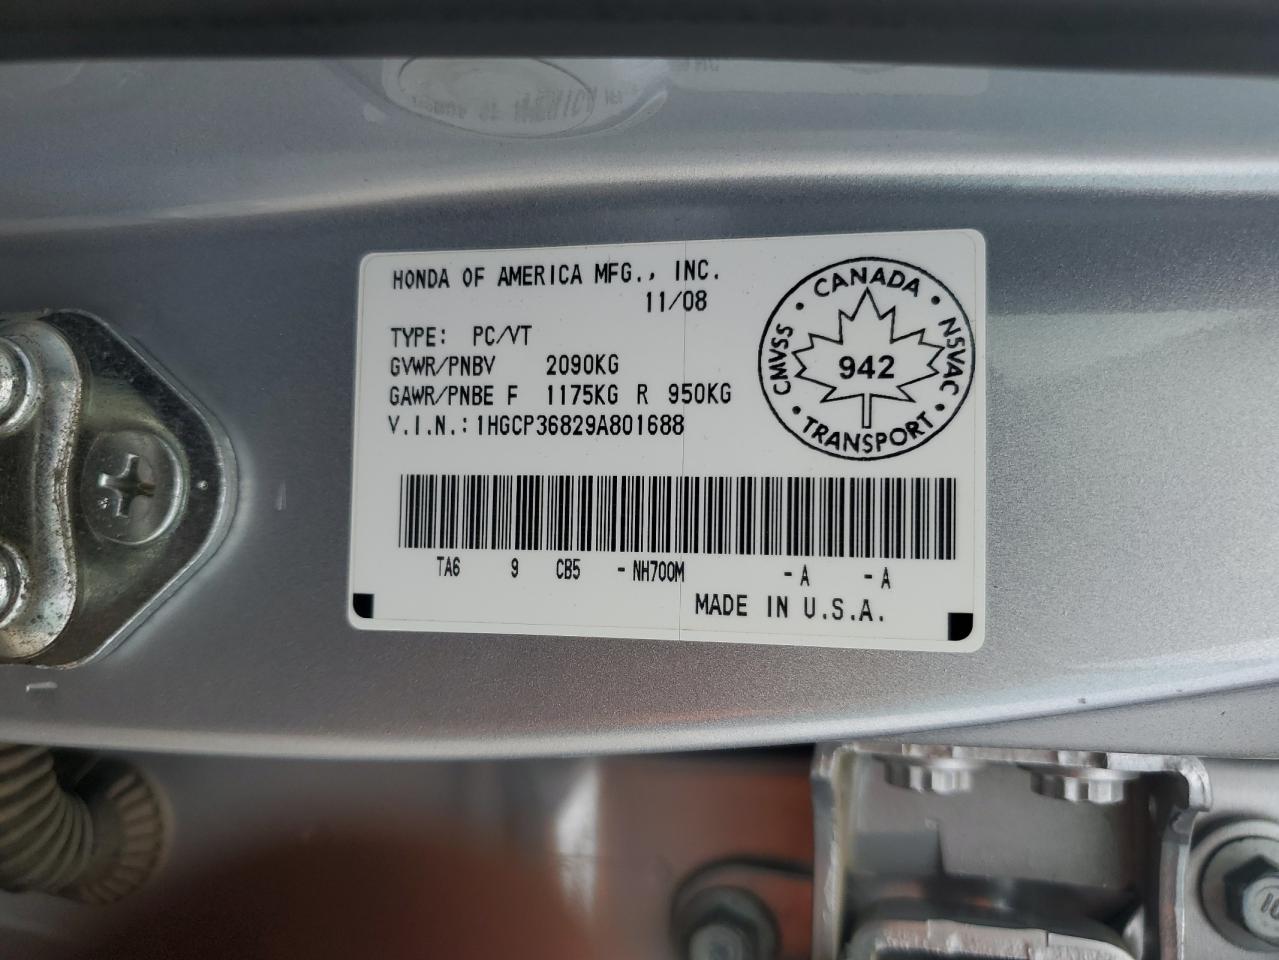 HONDA OF AMERICA MFG., INC.
11/08
TYPE: PC/VT
GVWR/PNBV 2090KG
GAWR/PNBE F 1175KG R 950KG
V.I.N.: 1HGCP36829A801688
CANADA
CMVSS
942
NSVAC
TRANSPORT
TA6 9 CB5 -NH700M -A -A
MADE IN U.S.A.